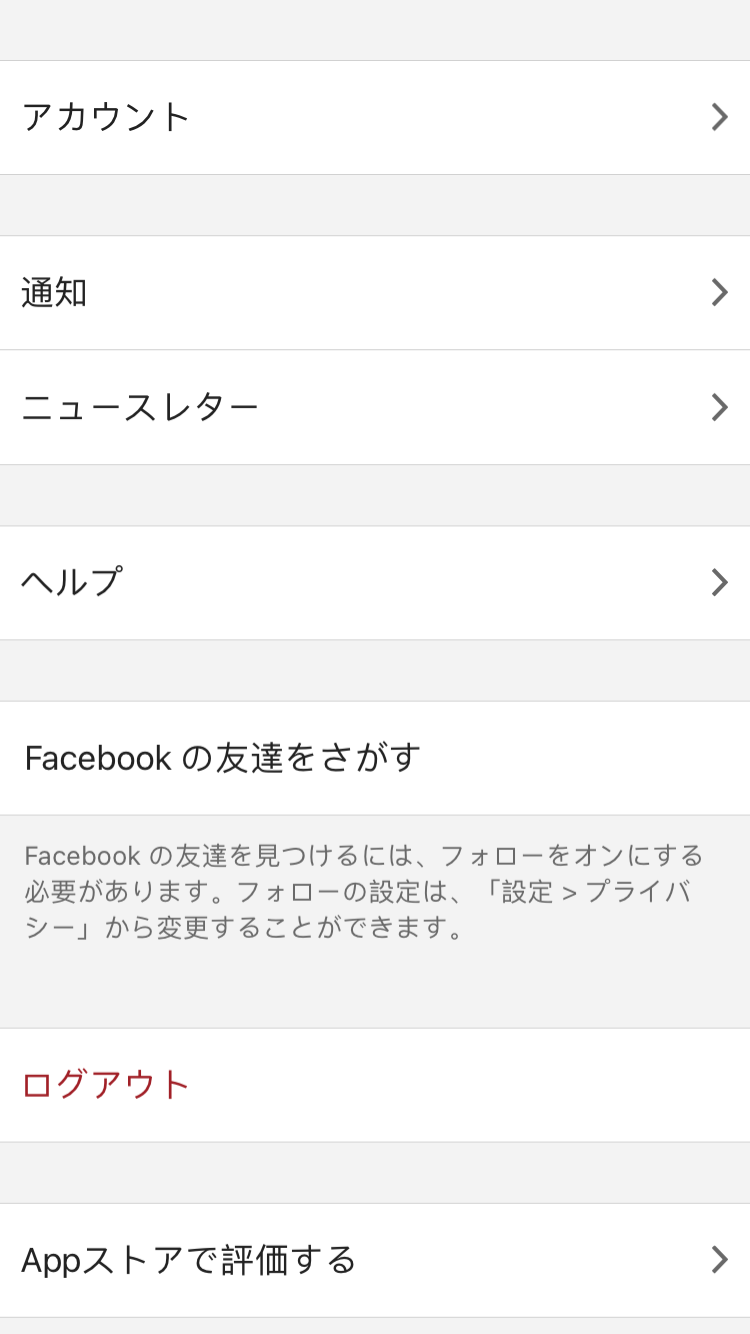 アカウント
通知
ニュースレター
ヘルプ
Facebook の友達をさがす
Facebook の友達を見つけるには、フォローをオンにする
必要があります。フォローの設定は、「設定 > プライバ
シー」から変更することができます。
ログアウト
Appストアで評価する